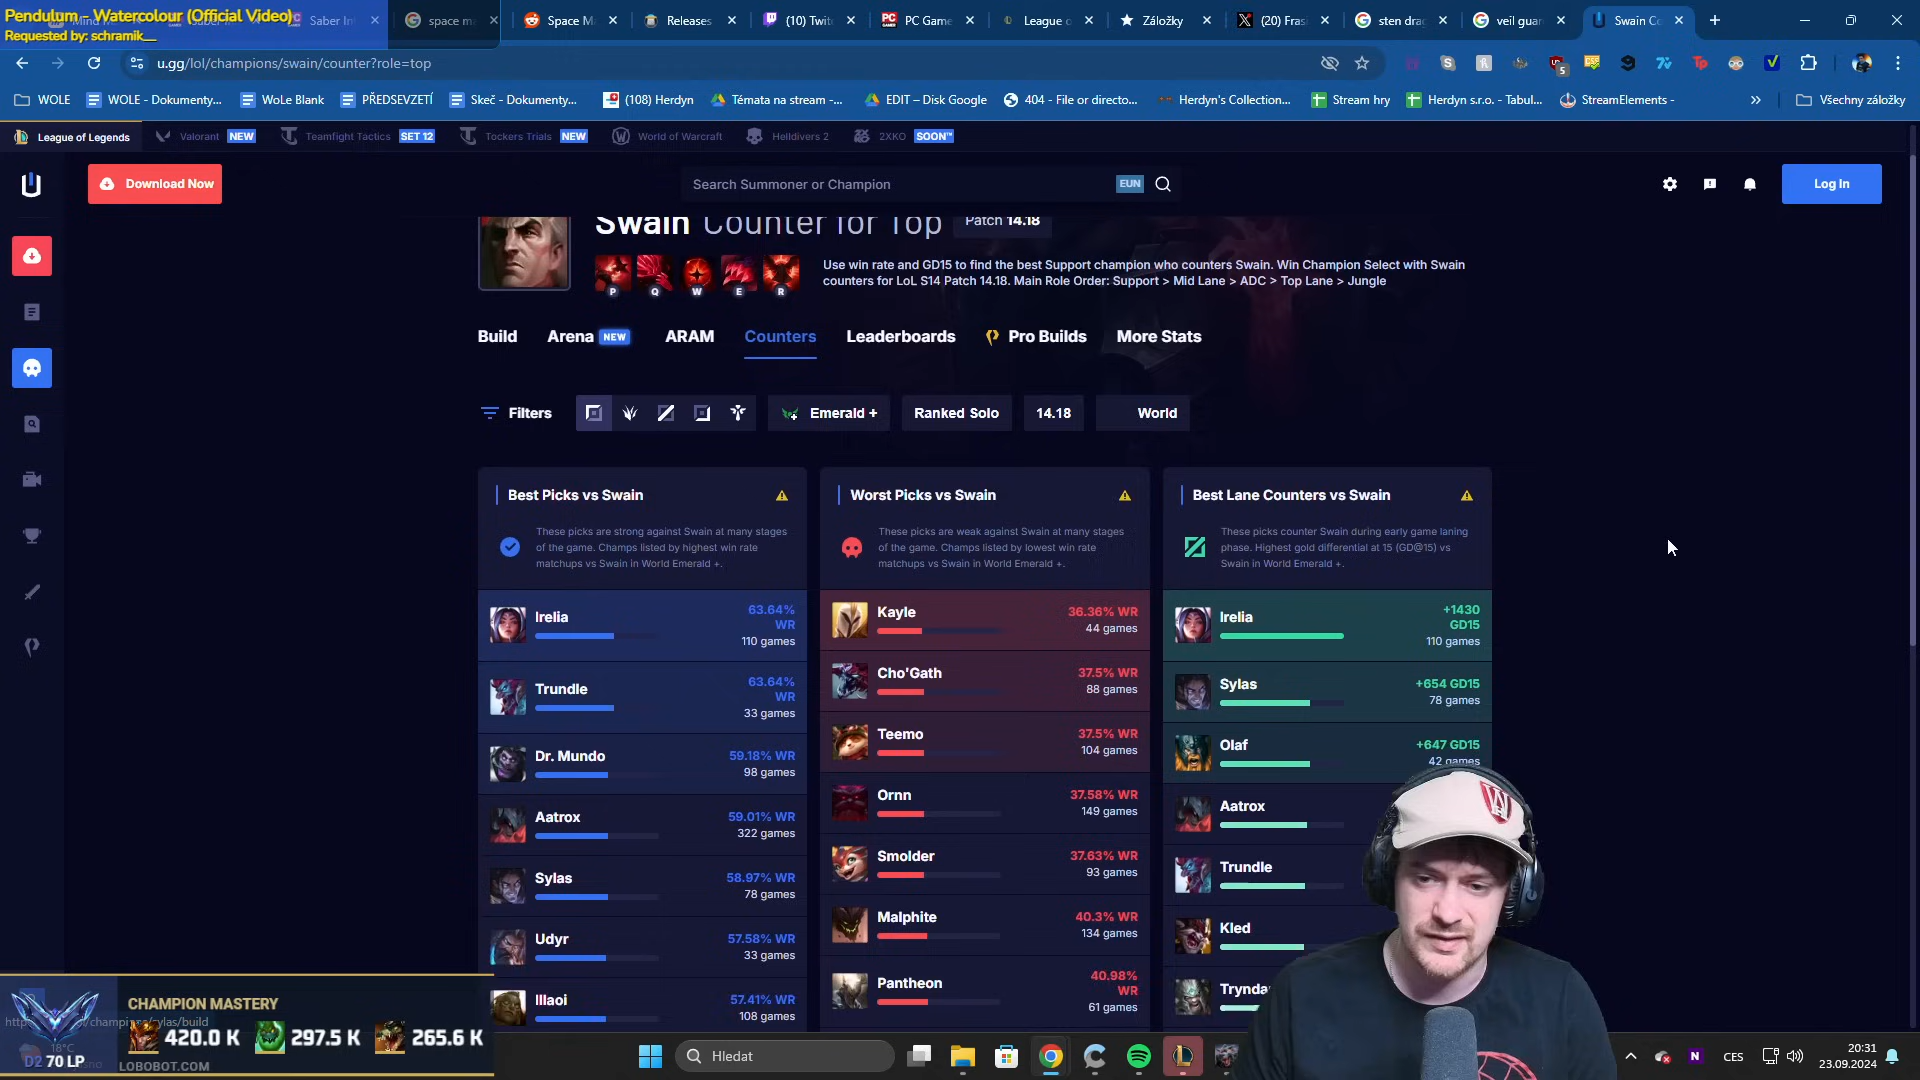 Pendulum - Watercolour (Official Video)
Requested by: schramik__
Saber In
space m
Space M
Releases
(10) Twit
PC Game
League o
Záložky
(20) Fras
sten dra
veil guar
Swain Co
u.gg/lol/champions/swain/counter?role=top
WOLE
WOLE - Dokumenty...
WoLe Blank
PŘEDSEVZETÍ
Skeč - Dokumenty...
(108) Herdyn
Témata na stream -...
EDIT – Disk Google
404 - File or directo...
Herdyn's Collection...
Stream hry
Herdyn s.r.o. - Tabul...
StreamElements -
Všechny záložky
League of Legends
Valorant NEW
Teamfight Tactics SET 12
Tockers Trials NEW
World of Warcraft
Helldivers 2
2XKO SOON™
Download Now
Search Summoner or Champion
EUN
Log In
Swain Counter for Top
Patch 14.18
P Q W E R
Use win rate and GD15 to find the best Support champion who counters Swain. Win Champion Select with Swain
counters for LoL S14 Patch 14.18. Main Role Order: Support > Mid Lane > ADC > Top Lane > Jungle
Build
Arena NEW
ARAM
Counters
Leaderboards
Pro Builds
More Stats
Filters
Emerald +
Ranked Solo
14.18
World
Best Picks vs Swain
These picks are strong against Swain at many stages
of the game. Champs listed by highest win rate
matchups vs Swain in World Emerald +.
Irelia
63.64%
WR
110 games
Trundle
63.64%
WR
33 games
Dr. Mundo
59.18% WR
98 games
Aatrox
59.01% WR
322 games
Sylas
58.97% WR
78 games
Udyr
57.58% WR
33 games
Illaoi
57.41% WR
108 games
Worst Picks vs Swain
These picks are weak against Swain at many stages
of the game. Champs listed by lowest win rate
matchups vs Swain in World Emerald +.
Kayle
36.36% WR
44 games
Cho'Gath
37.5% WR
88 games
Teemo
37.5% WR
104 games
Ornn
37.58% WR
149 games
Smolder
37.63% WR
93 games
Malphite
40.3% WR
134 games
Pantheon
40.98%
WR
61 games
Best Lane Counters vs Swain
These picks counter Swain during early game laning
phase. Highest gold differential at 15 (GD@15) vs
Swain in World Emerald +.
Irelia
+1430
GD15
110 games
Sylas
+654 GD15
78 games
Olaf
+647 GD15
42 games
Aatrox
Trundle
Kled
Trynda
CHAMPION MASTERY
420.0 K
297.5 K
265.6 K
D2 70 LP
LOBOBOT.COM
18°C
Hledat
CES
20:31
23.09.2024